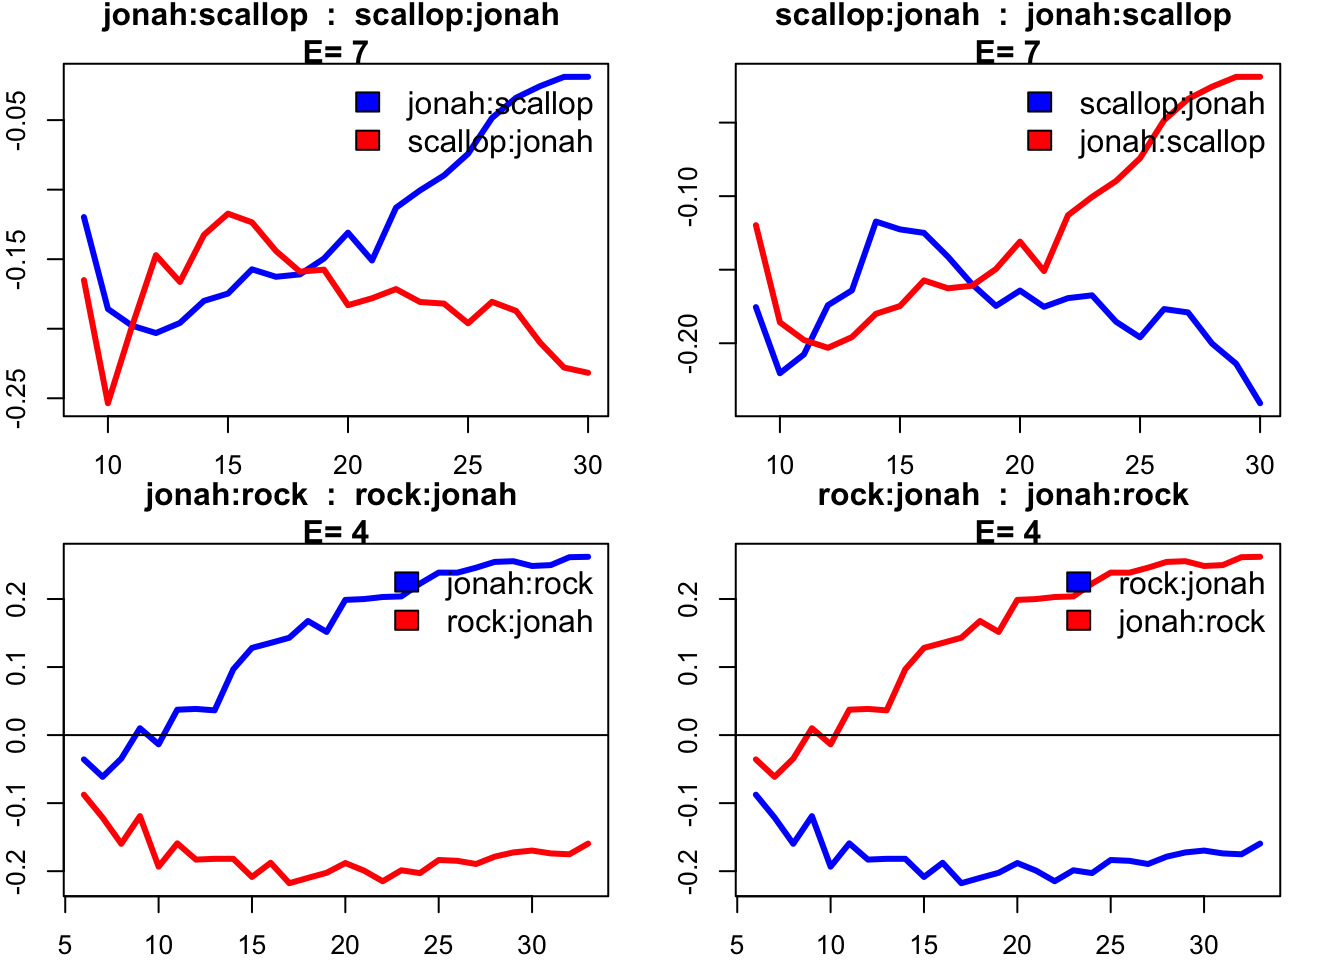 jonah:scallop : scallop:jonah
E= 7
jonah:scallop
scallop:jonah
-0.05
-0.15
-0.25
10 15 20 25 30
scallop:jonah : jonah:scallop
E= 7
scallop:jonah
jonah:scallop
-0.10
-0.20
10 15 20 25 30
jonah:rock : rock:jonah
E= 4
jonah:rock
rock:jonah
0.2
0.1
0.0
-0.1
-0.2
5 10 15 20 25 30
rock:jonah : jonah:rock
E= 4
rock:jonah
jonah:rock
0.2
0.1
0.0
-0.1
-0.2
5 10 15 20 25 30